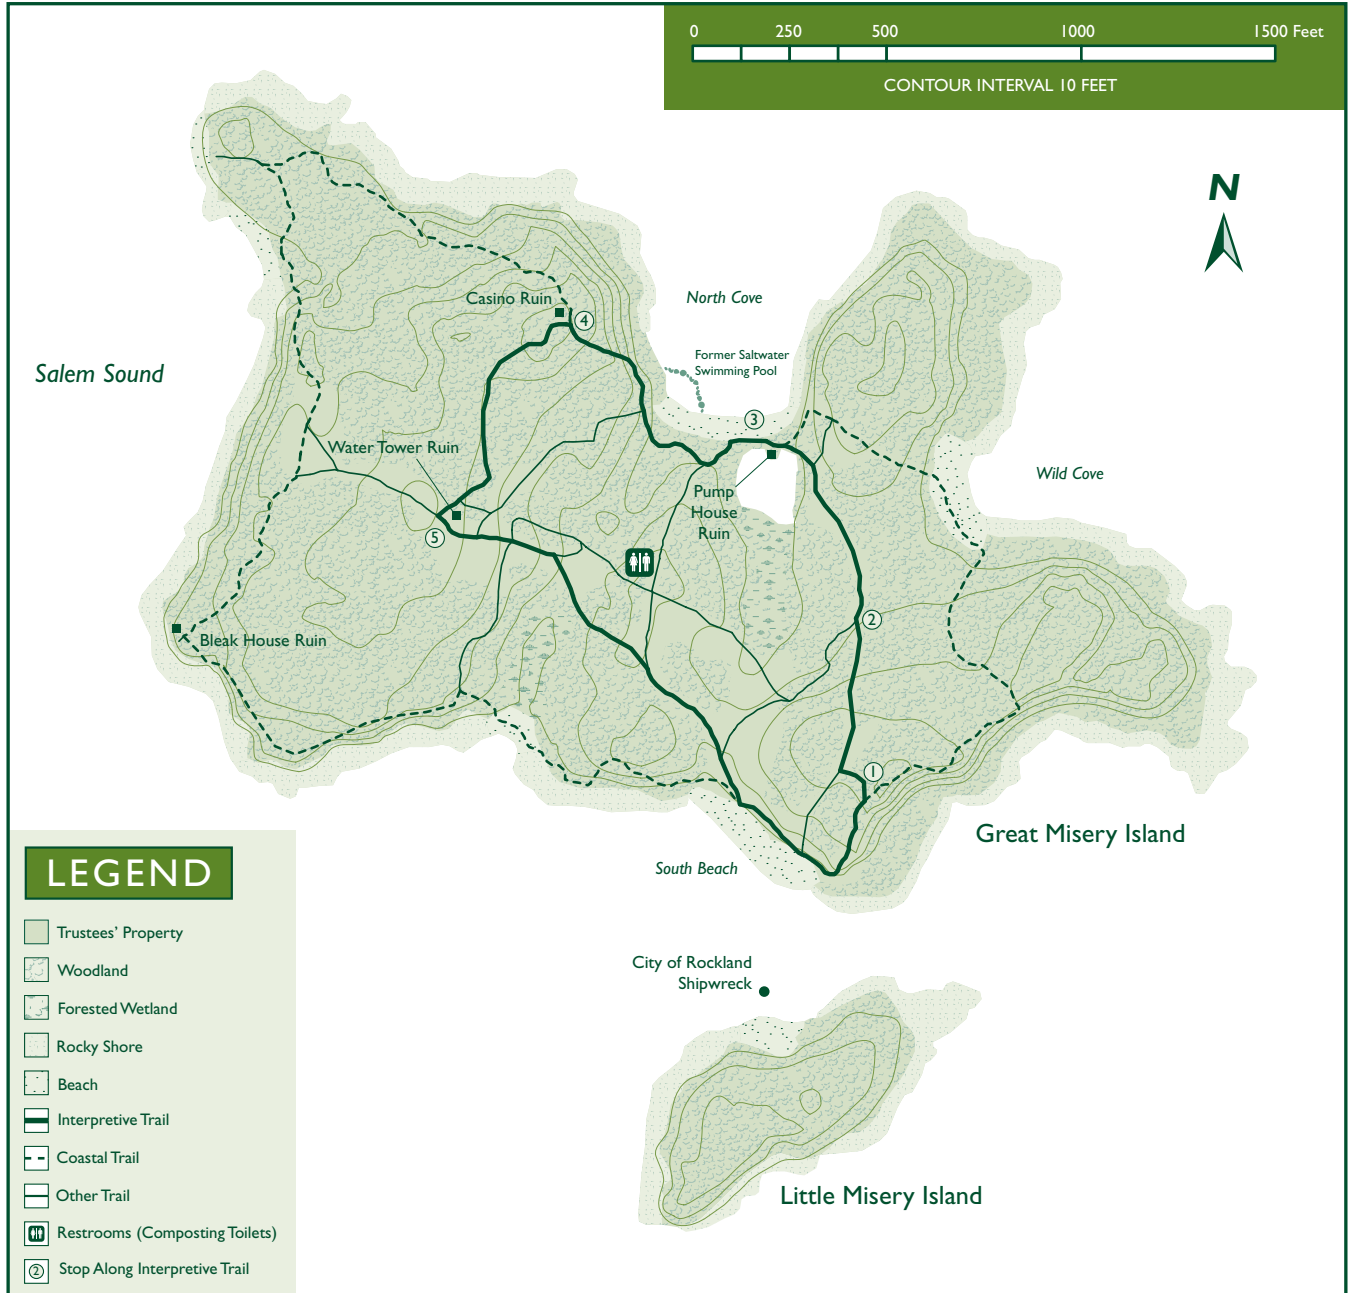 0 250 500 1000 1500 Feet
CONTOUR INTERVAL 10 FEET
N
Casino Ruin
4
North Cove
Former Saltwater
Swimming Pool
Salem Sound
3
Water Tower Ruin
Wild Cove
Pump
House
Ruin
5
2
Bleak House Ruin
1
Great Misery Island
South Beach
City of Rockland
Shipwreck
Little Misery Island
LEGEND
Trustees' Property
Woodland
Forested Wetland
Rocky Shore
Beach
Interpretive Trail
Coastal Trail
Other Trail
Restrooms (Composting Toilets)
2 Stop Along Interpretive Trail